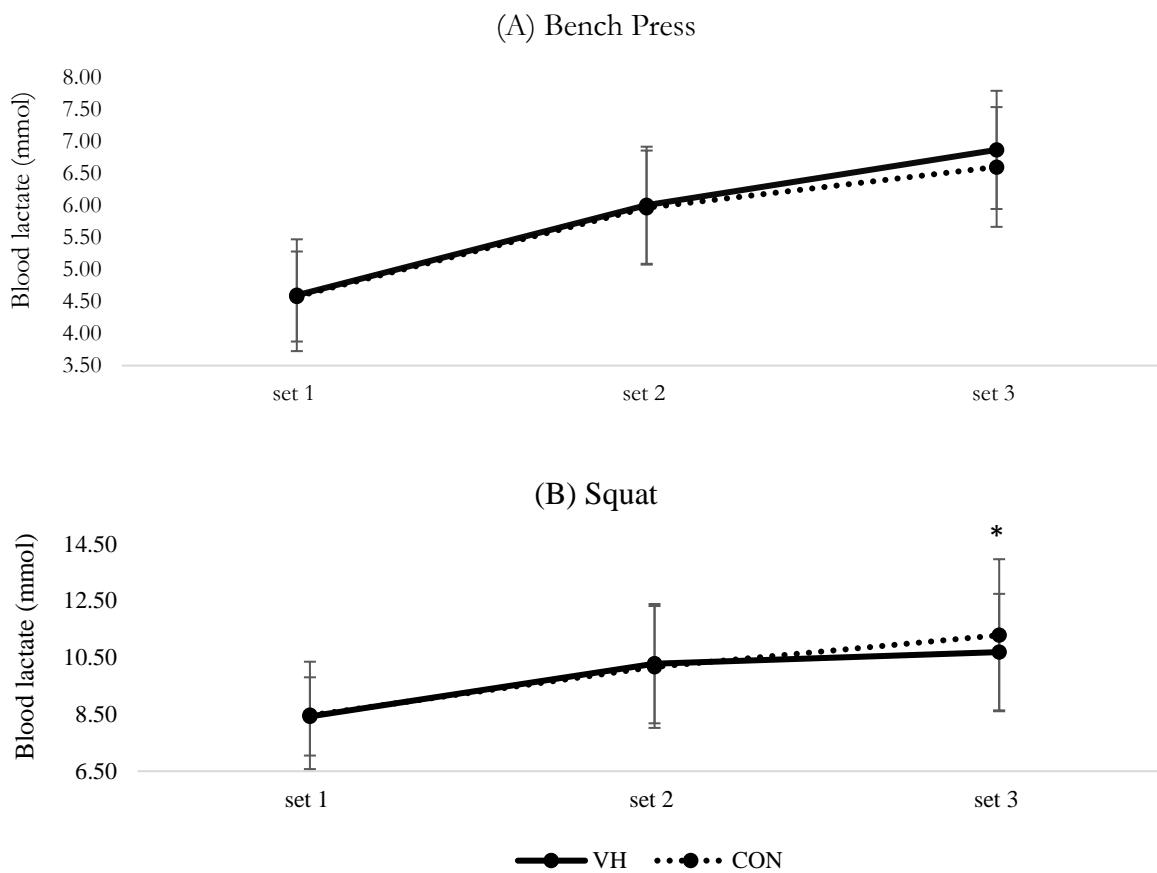 (A) Bench Press
Blood lactate (mmol)
8.00
7.50
7.00
6.50
6.00
5.50
5.00
4.50
4.00
3.50
set 1 set 2 set 3
(B) Squat
Blood lactate (mmol)
*
14.50
12.50
10.50
8.50
6.50
set 1 set 2 set 3
VH CON